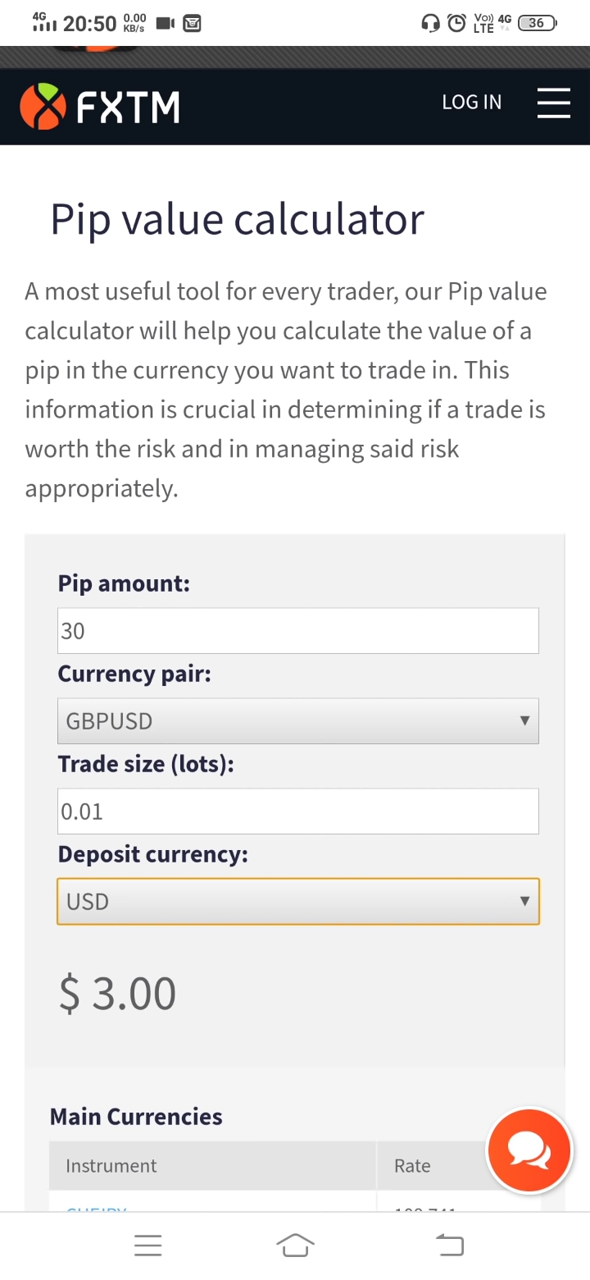 4G 20:50 0.00 KB/s Vo)) LTE 4G 36
FXTM
LOG IN
Pip value calculator
A most useful tool for every trader, our Pip value
calculator will help you calculate the value of a
pip in the currency you want to trade in. This
information is crucial in determining if a trade is
worth the risk and in managing said risk
appropriately.
Pip amount:
30
Currency pair:
GBPUSD
Trade size (lots):
0.01
Deposit currency:
USD
$ 3.00
Main Currencies
Instrument Rate